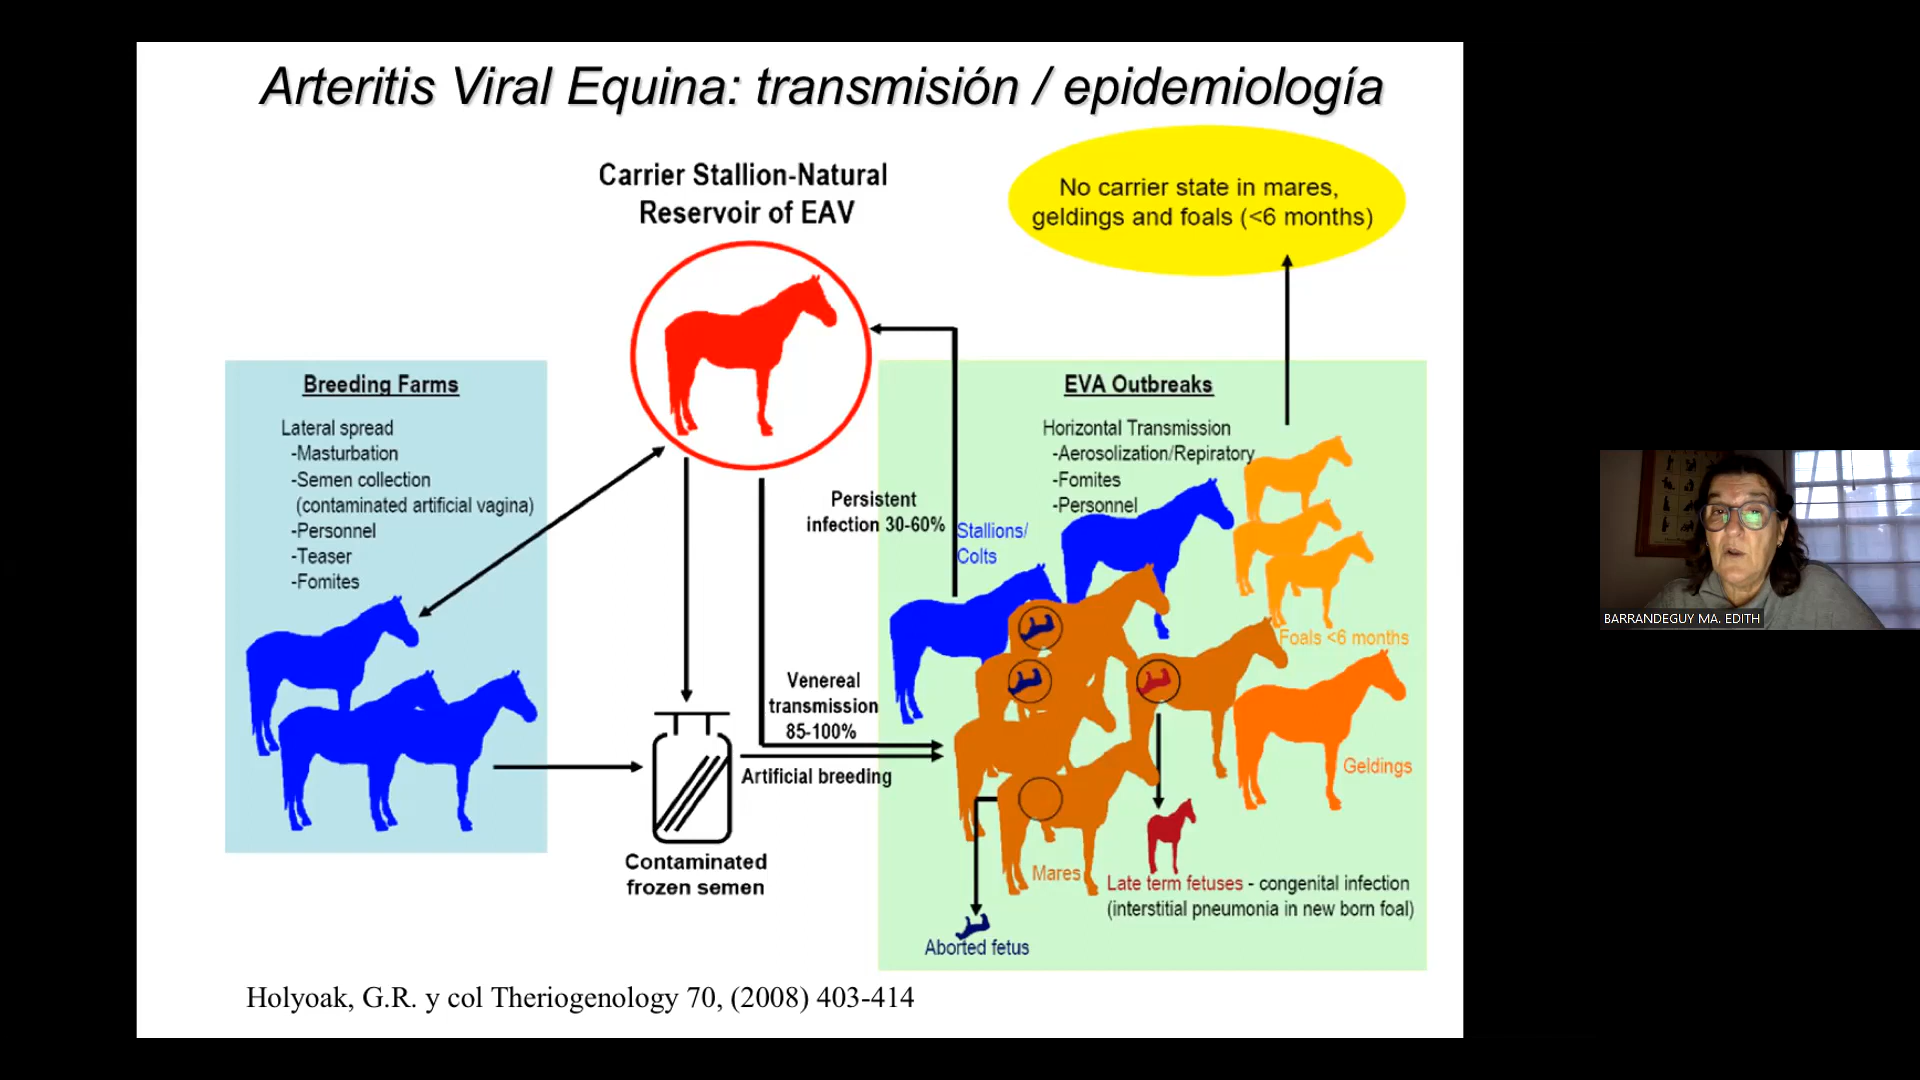 Arteritis Viral Equina: transmisión / epidemiología
Carrier Stallion-Natural
Reservoir of EAV
No carrier state in mares,
geldings and foals (<6 months)
Breeding Farms
Lateral spread
-Masturbation
-Semen collection
(contaminated artificial vagina)
-Personnel
-Teaser
-Fomites
Persistent
infection 30-60%
Venereal
transmission
85-100%
Artificial breeding
Contaminated
frozen semen
EVA Outbreaks
Horizontal Transmission
-Aerosolization/Repiratory
-Fomites
-Personnel
Stallions/
Colts
Foals <6 months
Geldings
Mares
Late term fetuses - congenital infection
(interstitial pneumonia in new born foal)
Aborted fetus
Holyoak, G.R. y col Theriogenology 70, (2008) 403-414
BARRANDEGUY MA. EDITH